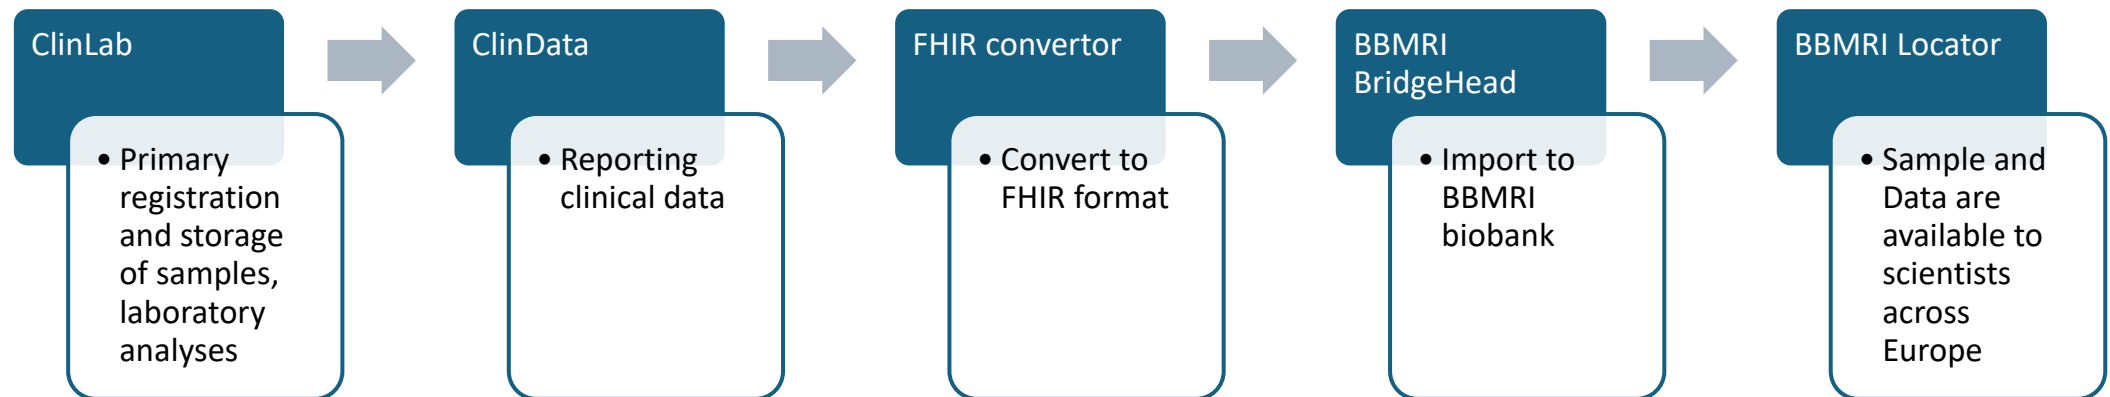 ClinLab
• Primary
registration
and storage
of samples,
laboratory
analyses
ClinData
• Reporting
clinical data
FHIR convertor
• Convert to
FHIR format
BBMRI
BridgeHead
• Import to
BBMRI
biobank
BBMRI Locator
• Sample and
Data are
available to
scientists
across
Europe